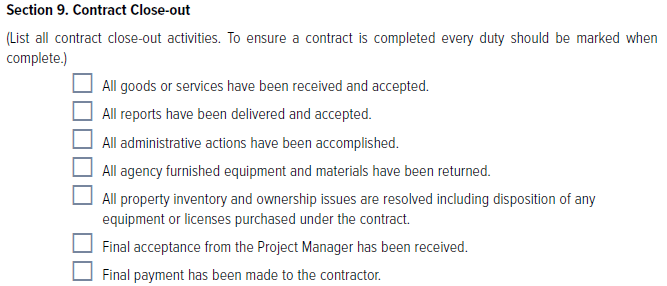 Section 9. Contract Close-out
(List all contract close-out activities. To ensure a contract is completed every duty should be marked when
complete.)
All goods or services have been received and accepted.
All reports have been delivered and accepted.
All administrative actions have been accomplished.
All agency furnished equipment and materials have been returned.
All property inventory and ownership issues are resolved including disposition of any
equipment or licenses purchased under the contract.
Final acceptance from the Project Manager has been received.
Final payment has been made to the contractor.